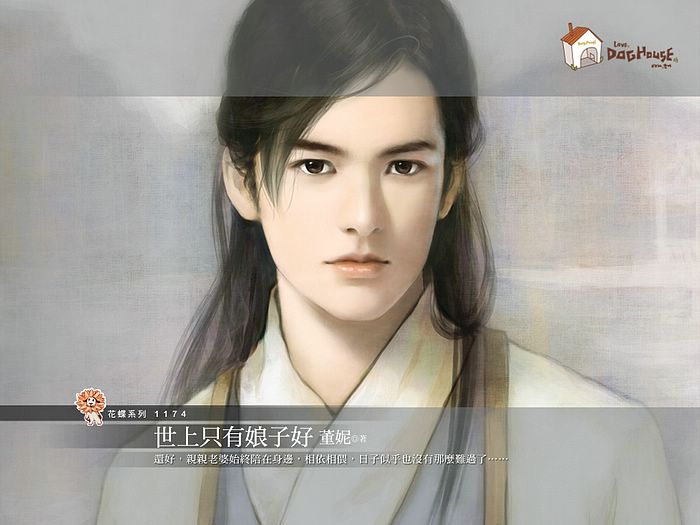 Love.
DOGHOUSE
com.tw
花蝶系列 1174
世上只有娘子好 董妮◎著
還好，親親老婆始終陪在身邊，相依相偎，日子似乎也沒有那麼難過了……